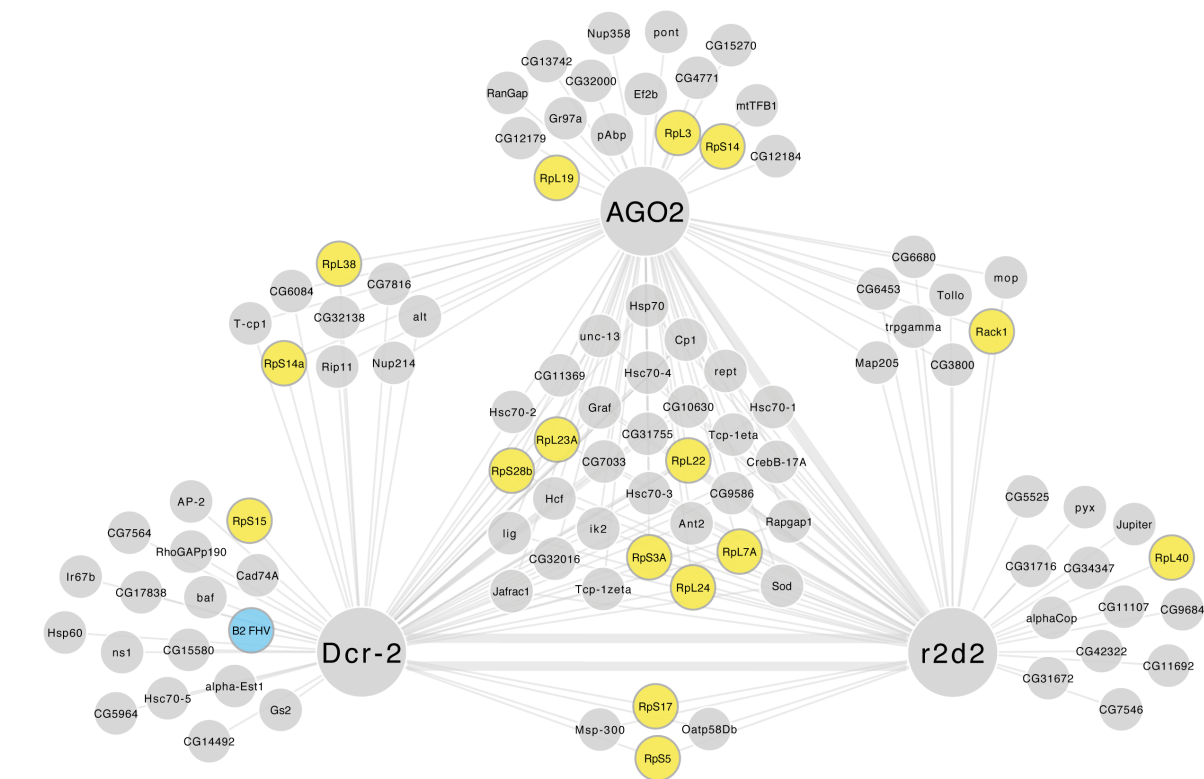 Nup358
pont
CG15270
CG13742
CG32000
CG4771
RanGap
Ef2b
mtTFB1
Gr97a
CG12179
pAbp
RpL3
RpS14
CG12184
RpL19
AGO2
RpL38
CG6084
CG7816
T-cp1
CG32138
alt
RpS14a
Rip11
Nup214
CG6680
mop
CG6453
Tollo
trpgamma
Rack1
Map205
CG3800
Hsp70
unc-13
Cp1
CG11369
Hsc70-4
rept
Hsc70-2
Graf
CG10630
Hsc70-1
RpL23A
CG31755
Tcp-1eta
RpS28b
CG7033
RpL22
CrebB-17A
Hcf
Hsc70-3
CG9586
lig
ik2
Ant2
Rapgap1
CG32016
RpS3A
RpL7A
Jafrac1
Tcp-1zeta
RpL24
Sod
AP-2
RpS15
CG7564
RhoGAPp190
Ir67b
CG17838
Cad74A
baf
Hsp60
B2 FHV
ns1
CG15580
Dcr-2
Hsc70-5
alpha-Est1
CG5964
Gs2
CG14492
CG5525
pyx
Jupiter
CG31716
CG34347
RpL40
alphaCop
CG11107
CG9684
r2d2
CG42322
CG11692
CG31672
CG7546
RpS17
Msp-300
Oatp58Db
RpS5